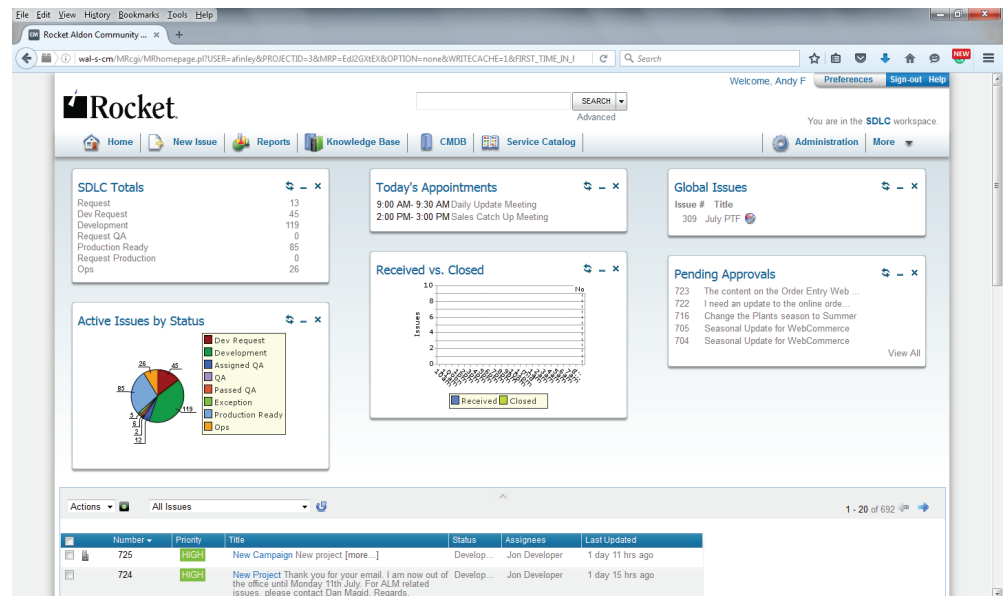 File Edit View History Bookmarks Tools Help
CM Rocket Aldon Community ... × +
wal-s-cm/MRcgi/MRhomepage.pl?USER=afinley&PROJECTID=3&MRP=EdJ2GXtEX&OPTION=none&WRITECACHE=1&FIRST_TIME_IN_F
Search
NEW
Welcome, Andy F Preferences Sign-out Help
Rocket.
SEARCH
Advanced
You are in the SDLC workspace.
Home New Issue Reports Knowledge Base CMDB Service Catalog Administration More
SDLC Totals
Request 13
Dev Request 45
Development 119
Request QA 0
Production Ready 85
Request Production 0
Ops 26
Today's Appointments
9:00 AM- 9:30 AM Daily Update Meeting
2:00 PM- 3:00 PM Sales Catch Up Meeting
Global Issues
Issue # Title
309 July PTF
Active Issues by Status
26 45 119 12 2 6 5 85
Dev Request
Development
Assigned QA
QA
Passed QA
Exception
Production Ready
Ops
Received vs. Closed
Issues
10
8
6
4
2
0
No
Received Closed
Pending Approvals
723 The content on the Order Entry Web ...
722 I need an update to the online orde...
716 Change the Plants season to Summer
705 Seasonal Update for WebCommerce
704 Seasonal Update for WebCommerce
View All
Actions All Issues 1 - 20 of 692
Number Priority Title Status Assignees Last Updated
725 HIGH New Campaign New project [more...] Develop... Jon Developer 1 day 11 hrs ago
724 HIGH New Project Thank you for your email. I am now out of Develop... Jon Developer 1 day 15 hrs ago
the office until Monday 11th July. For ALM related
issues, please contact Dan Magid. Regards,